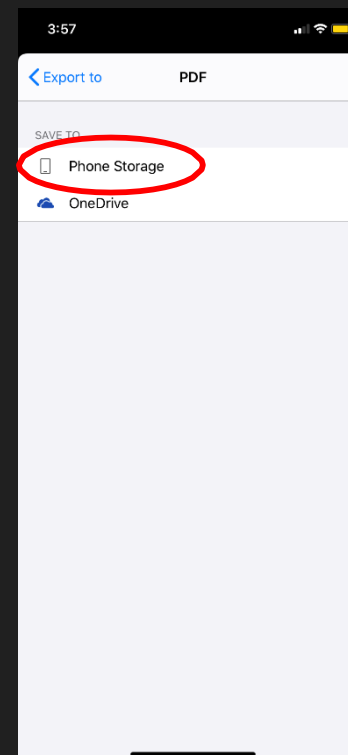 3:57
Export to
PDF
SAVE TO
Phone Storage
OneDrive